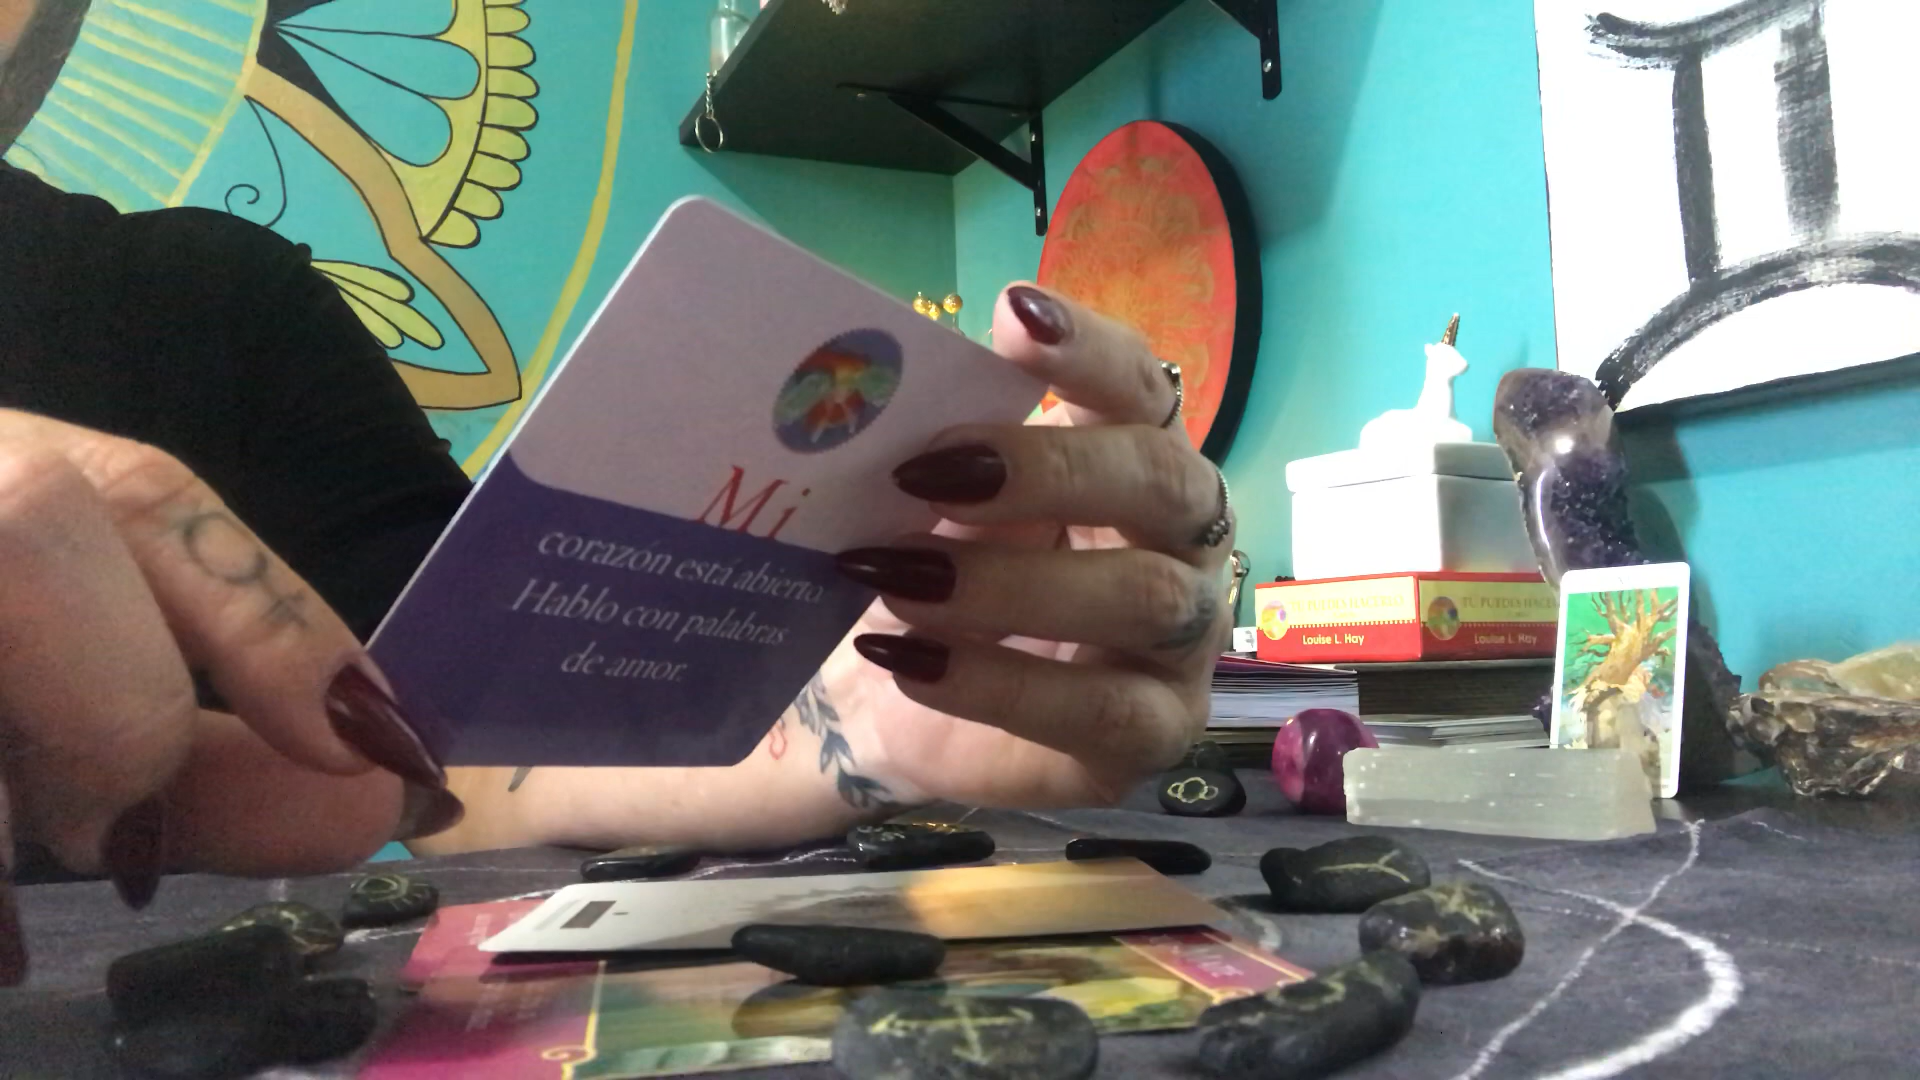 Mi
corazón está abierto.
Hablo con palabras
de amor.
TÚ PUEDES HACERLO
Louise L. Hay
TÚ PUEDES HACERLO
Louise L. Hay